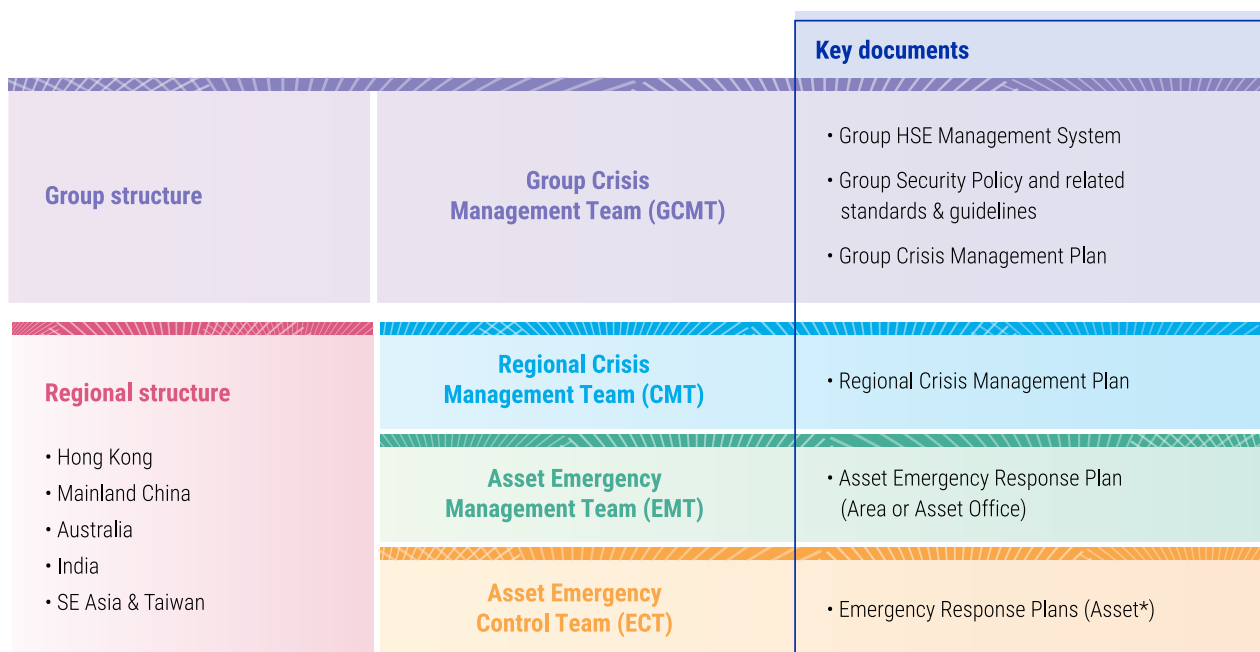 Key documents
Group structure
Group Crisis
Management Team (GCMT)
• Group HSE Management System
• Group Security Policy and related
standards & guidelines
• Group Crisis Management Plan
Regional structure
• Hong Kong
• Mainland China
• Australia
• India
• SE Asia & Taiwan
Regional Crisis
Management Team (CMT)
• Regional Crisis Management Plan
Asset Emergency
Management Team (EMT)
• Asset Emergency Response Plan
(Area or Asset Office)
Asset Emergency
Control Team (ECT)
• Emergency Response Plans (Asset*)